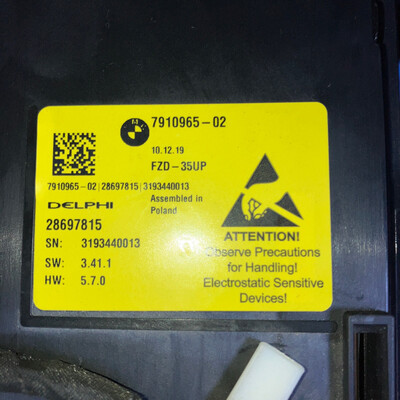 7910965-02
10.12.19
FZD-35UP
7910965-02|28697815|3193440013
Assembled in
Poland
DELPHI
28697815
SN: 3193440013
SW: 3.41.1
HW: 5.7.0
ATTENTION!
Observe Precautions
for Handling!
Electrostatic Sensitive
Devices!